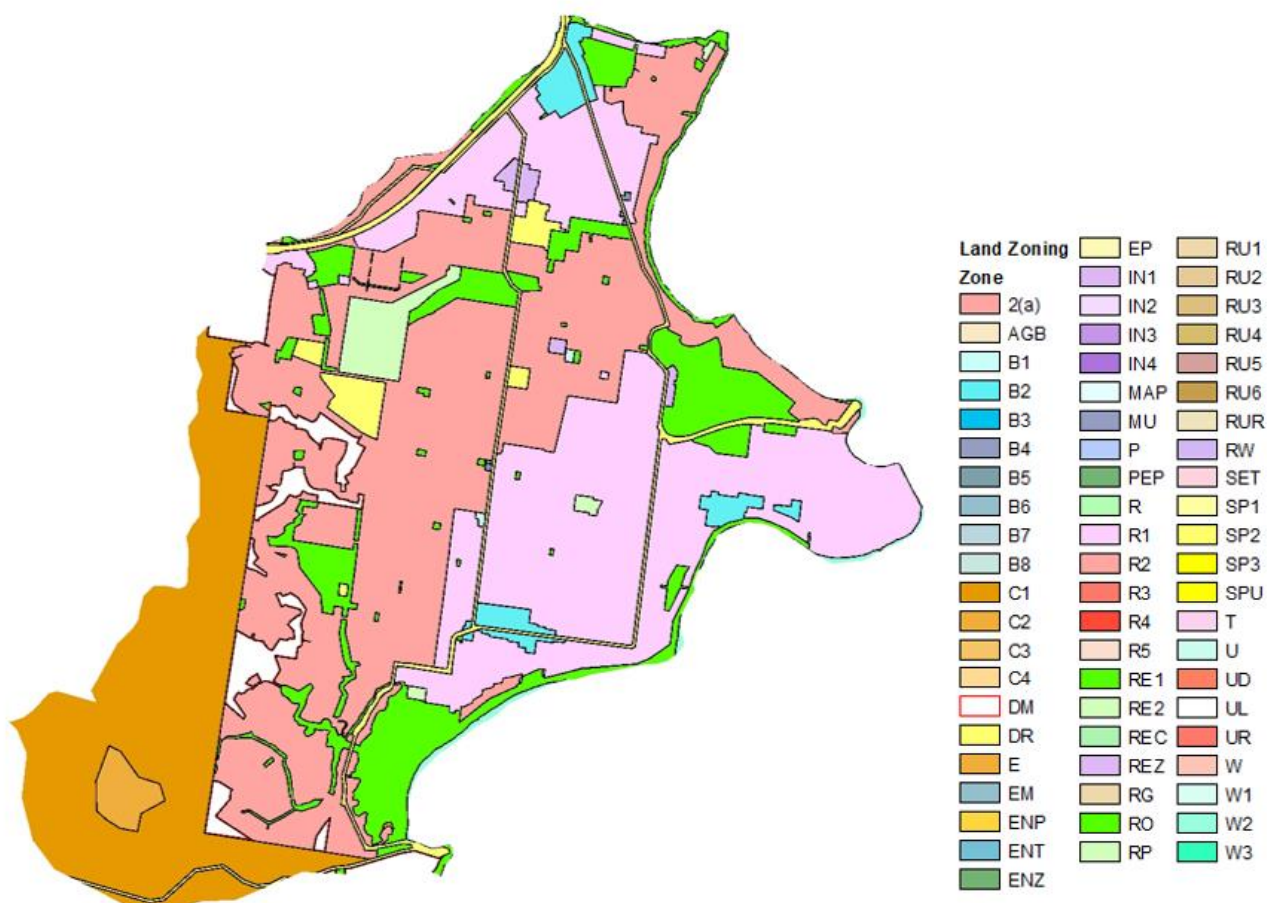 Land Zoning
Zone
2(a)
AGB
B1
B2
B3
B4
B5
B6
B7
B8
C1
C2
C3
C4
DM
DR
E
EM
ENP
ENT
ENZ
EP
IN1
IN2
IN3
IN4
MAP
MU
P
PEP
R
R1
R2
R3
R4
R5
RE1
RE2
REC
REZ
RG
RO
RP
RU1
RU2
RU3
RU4
RU5
RU6
RUR
RW
SET
SP1
SP2
SP3
SPU
T
U
UD
UL
UR
W
W1
W2
W3